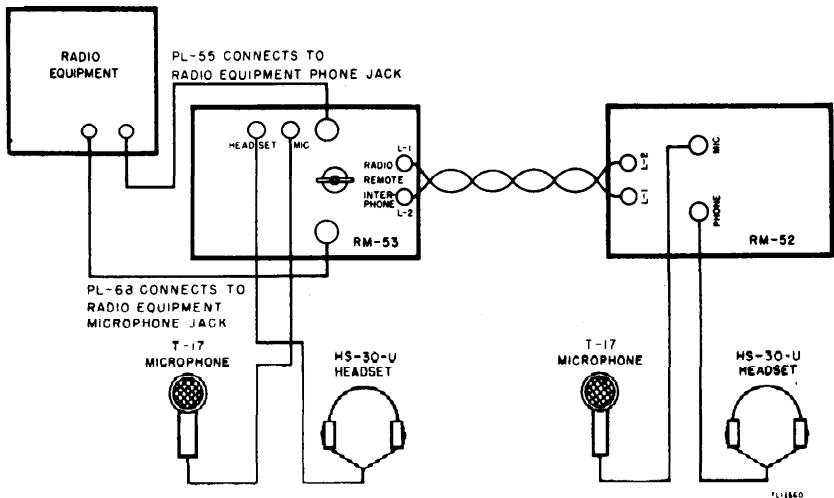 RADIO
EQUIPMENT
PL-55 CONNECTS TO
RADIO EQUIPMENT PHONE JACK
HEADSET
MIC
L-1
RADIO
REMOTE
INTER
PHONE
L-2
RM-53
L-2
L-1
MIC
PHONE
RM-52
PL-68 CONNECTS TO
RADIO EQUIPMENT
MICROPHONE JACK
T-17
MICROPHONE
HS-30-U
HEADSET
T-17
MICROPHONE
HS-30-U
HEADSET